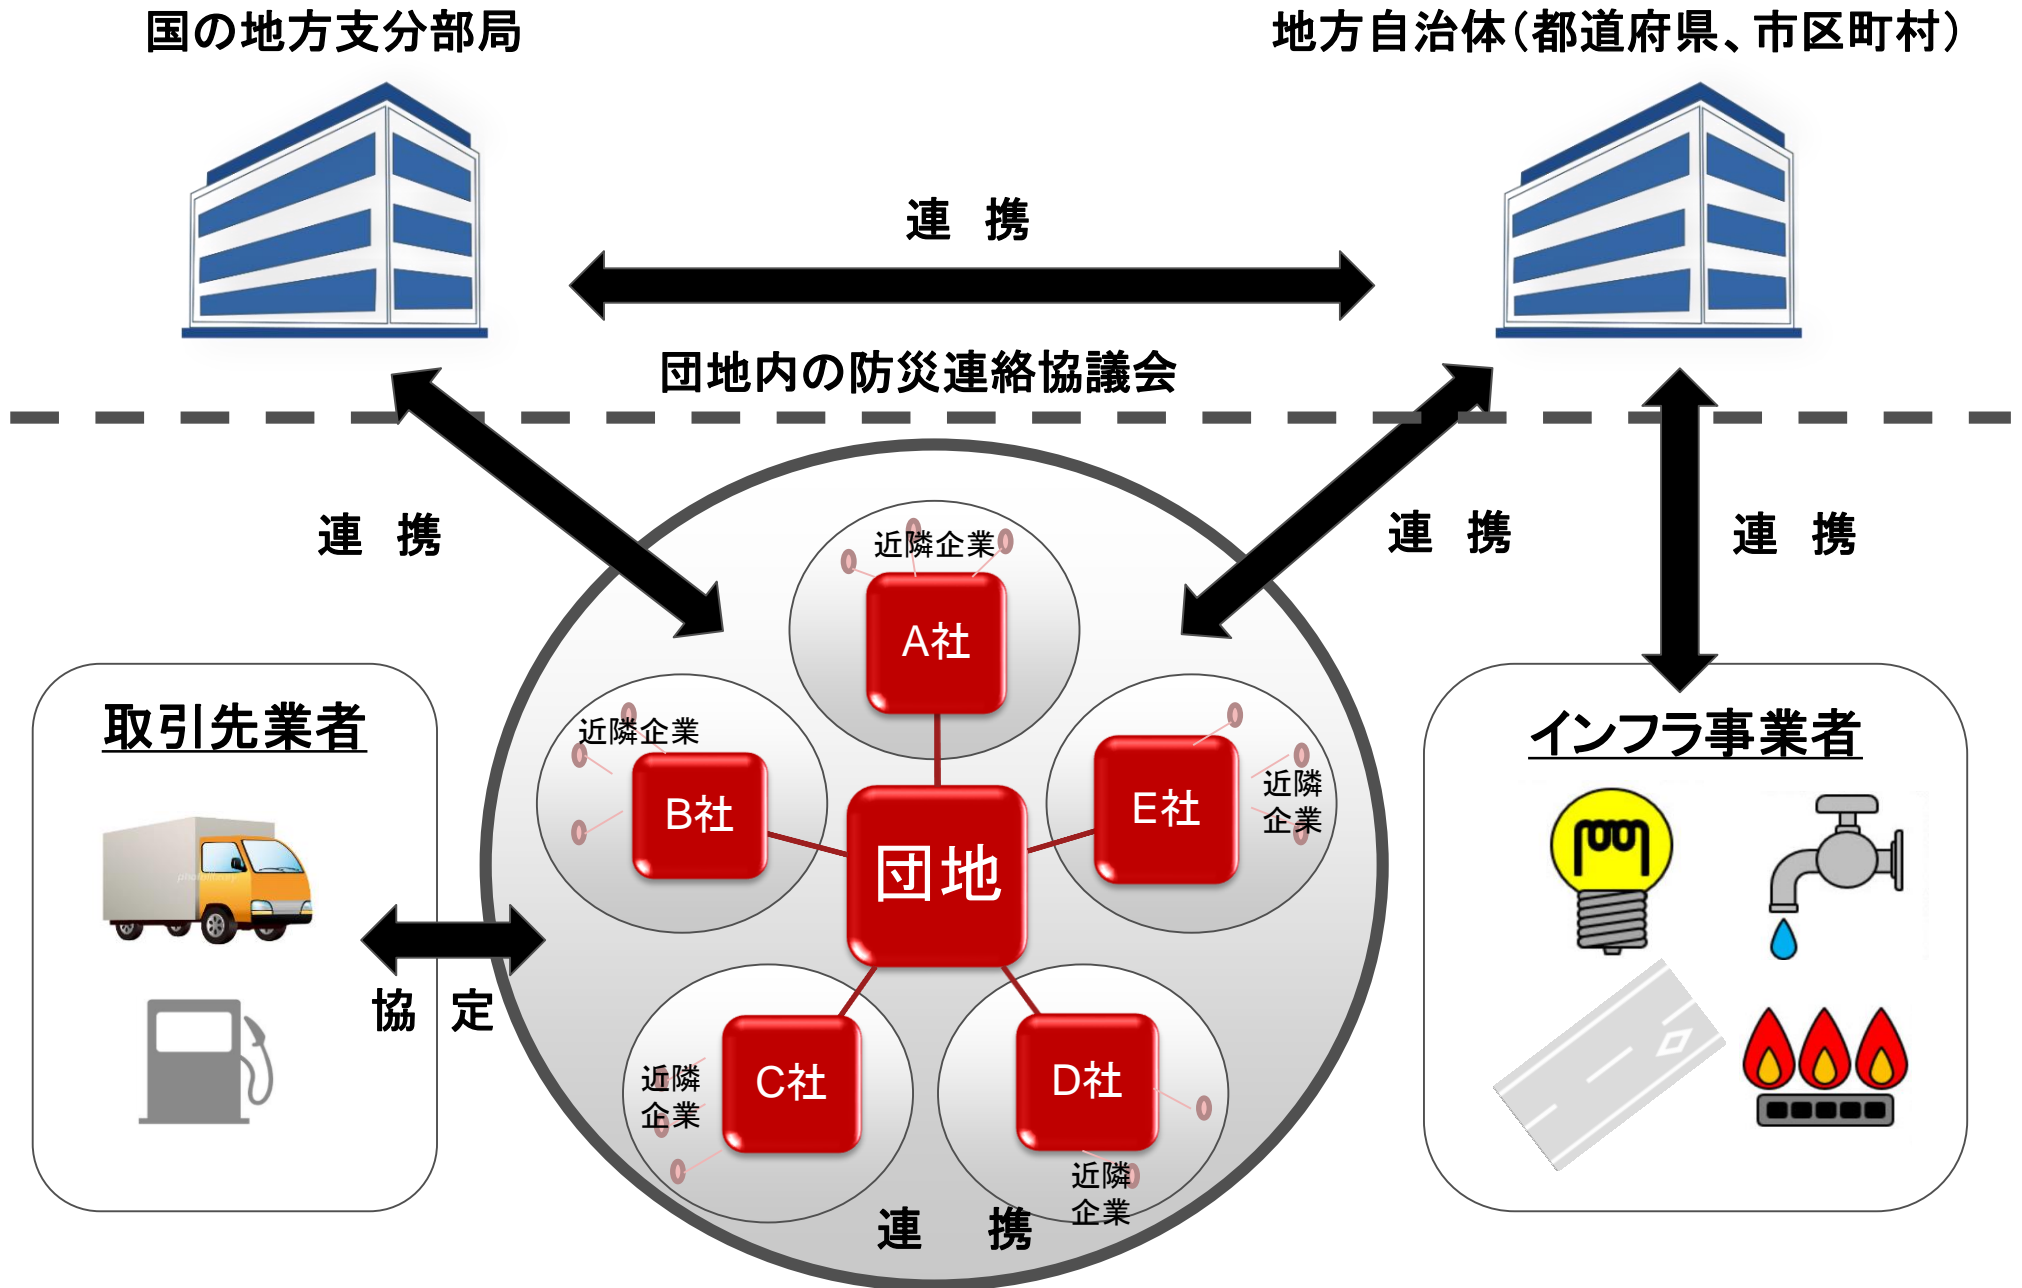 国の地方支分部局
地方自治体(都道府県、市区町村)
連 携
団地内の防災連絡協議会
連 携
連 携
連 携
近隣企業
A社
取引先業者
近隣企業
B社
E社
近隣
企業
インフラ事業者
団地
協 定
近隣
企業
C社
D社
近隣
企業
連 携